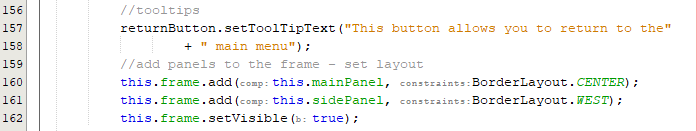 156 //tooltips
157 returnButton.setToolTipText("This button allows you to return to the"
158 + " main menu");
159 //add panels to the frame - set layout
160 this.frame.add(comp: this.mainPanel, constraints: BorderLayout.CENTER);
161 this.frame.add(comp: this.sidePanel, constraints: BorderLayout.WEST);
162 this.frame.setVisible(b: true);